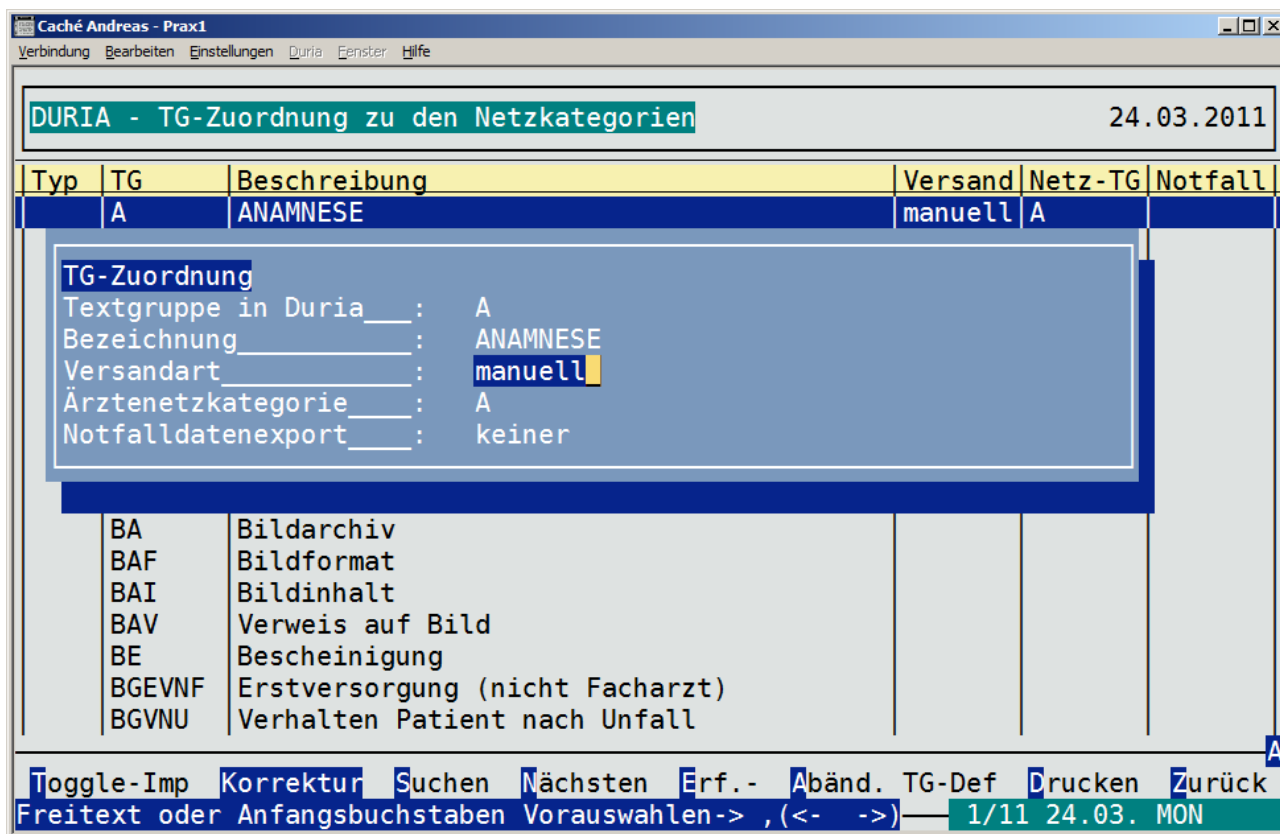 Caché Andreas - Prax1
Verbindung Bearbeiten Einstellungen Duria Fenster Hilfe
DURIA - TG-Zuordnung zu den Netzkategorien 24.03.2011
Typ TG Beschreibung Versand Netz-TG Notfall
A ANAMNESE manuell A
TG-Zuordnung
Textgruppe in Duria___: A
Bezeichnung___________: ANAMNESE
Versandart____________: manuell
Ärztenetzkategorie____: A
Notfalldatenexport____: keiner
BA Bildarchiv
BAF Bildformat
BAI Bildinhalt
BAV Verweis auf Bild
BE Bescheinigung
BGEVNF Erstversorgung (nicht Facharzt)
BGVNU Verhalten Patient nach Unfall
A
Toggle-Imp Korrektur Suchen Nächsten Erf.- Abänd. TG-Def Drucken Zurück
Freitext oder Anfangsbuchstaben Vorauswahlen-> ,(<- ->) 1/11 24.03. MON